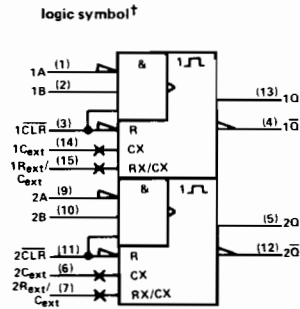 logic symbol†
& 1
1A (1)
1B (2)
(13) 1Q
1C̅L̅R̅ (3) R (4) 1Q̅
1Cext (14) CX
1Rext/Cext (15) RX/CX
2A (9) & 1
2B (10)
(5) 2Q
2C̅L̅R̅ (11) R (12) 2Q̅
2Cext (6) CX
2Rext/Cext (7) RX/CX